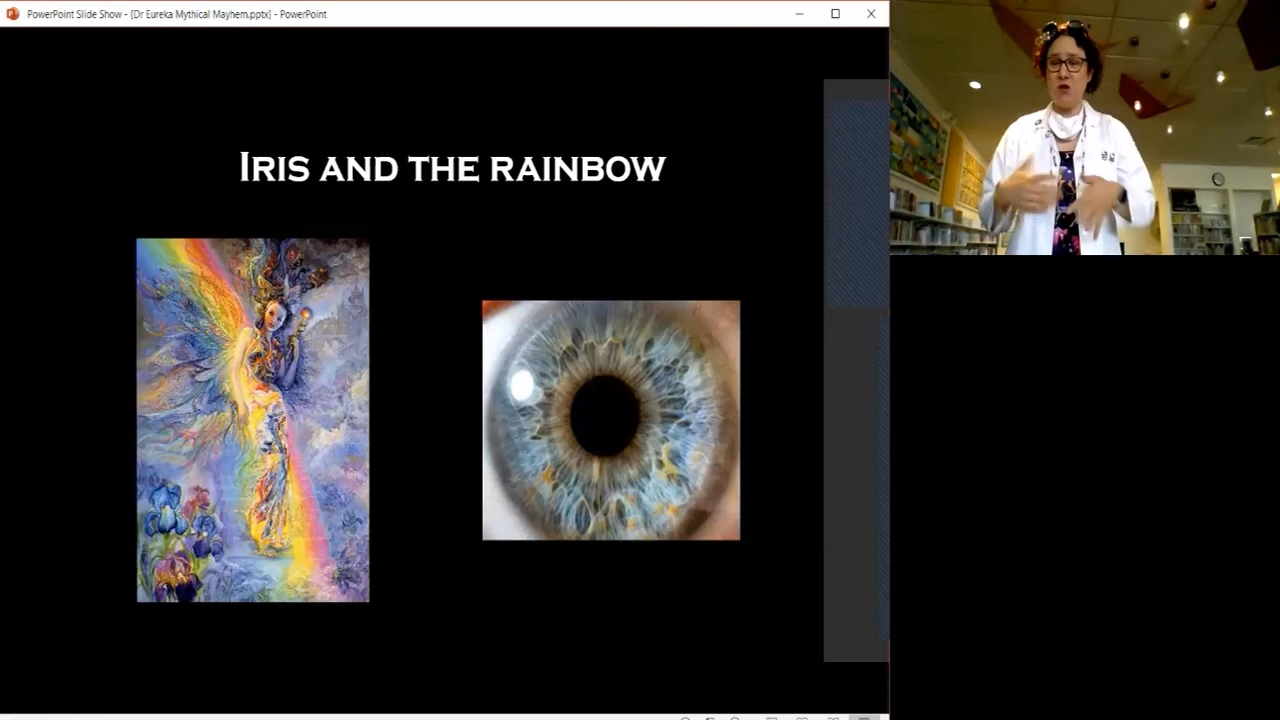 PowerPoint Slide Show - [Dr Eureka Mythical Mayhem.pptx] - PowerPoint
IRIS AND THE RAINBOW